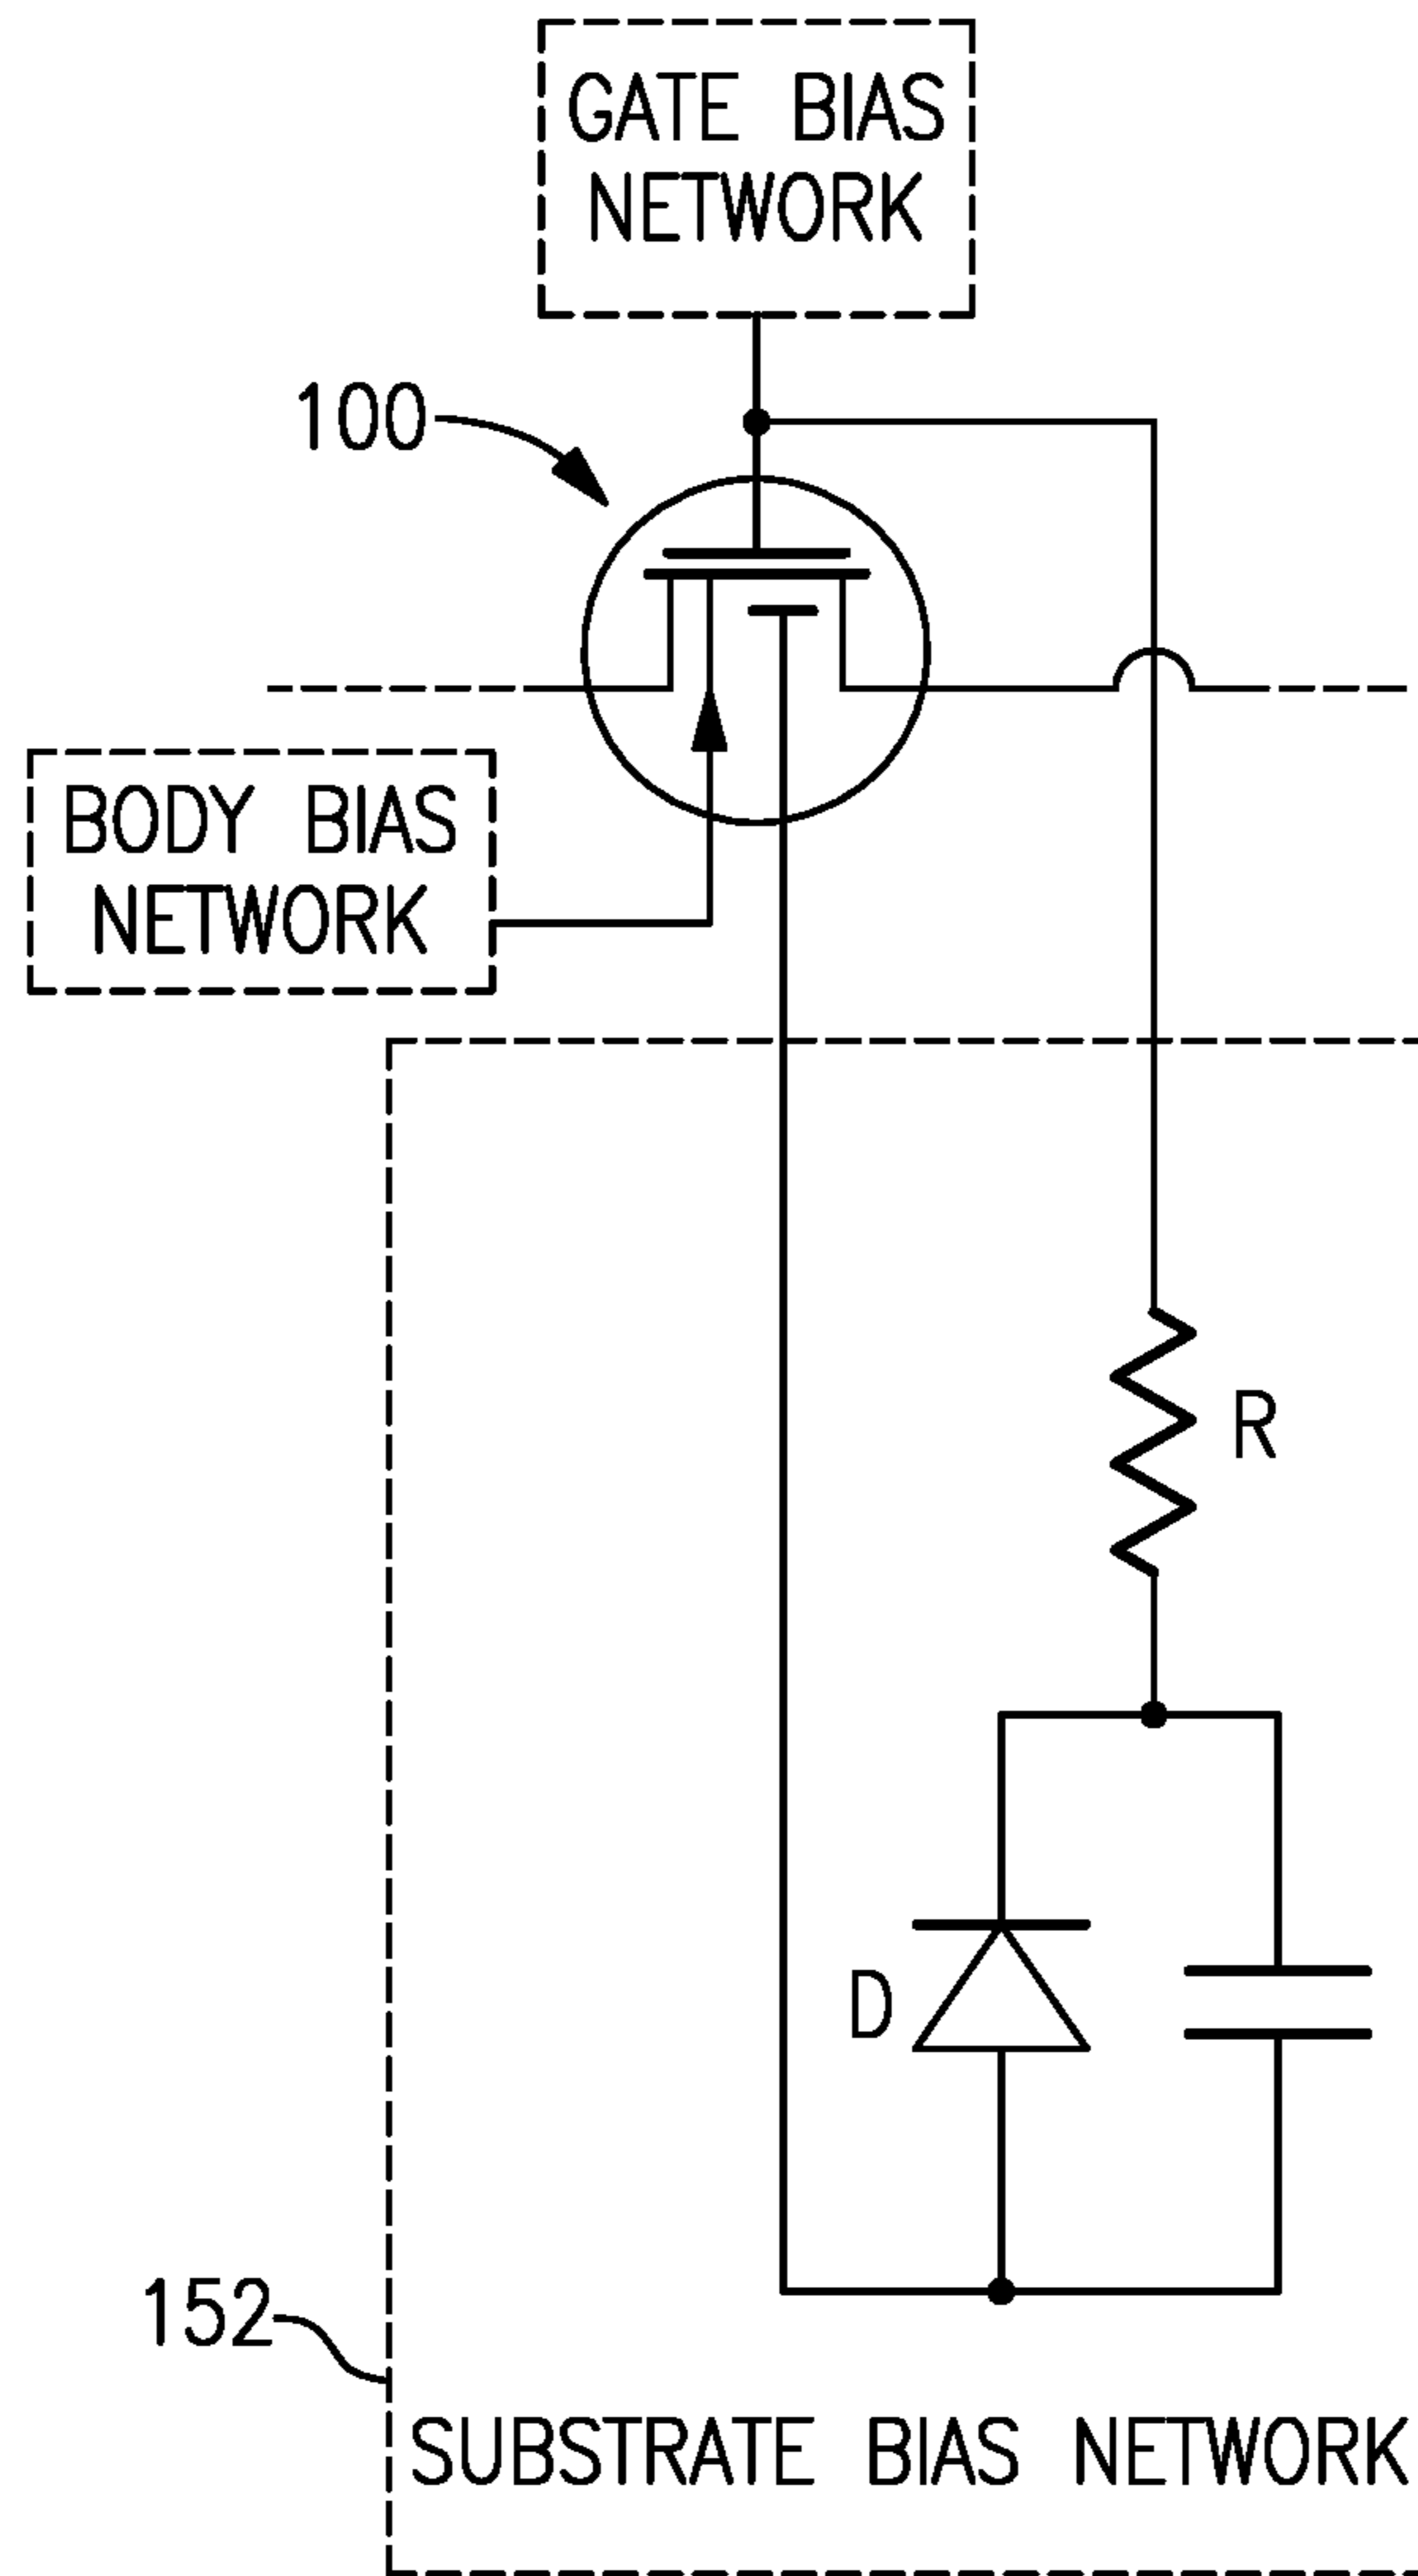 GATE BIAS
NETWORK
100
BODY BIAS
NETWORK
R
D
152
SUBSTRATE BIAS NETWORK